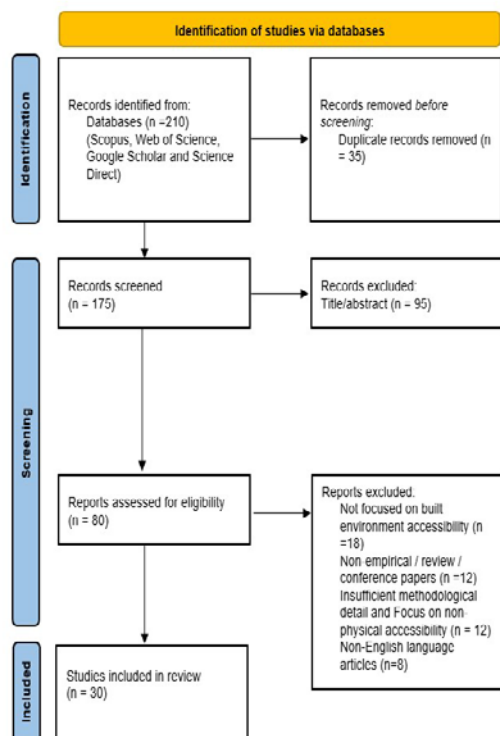 Identification of studies via databases
Identification
Records identified from:
Databases (n =210)
(Scopus, Web of Science,
Google Scholar and Science
Direct)
Records removed before
screening:
Duplicate records removed (n
= 35)
Screening
Records screened
(n = 175)
Records excluded:
Title/abstract (n = 95)
Reports assessed for eligibility
(n = 80)
Reports excluded:
Not focused on built
environment accessibility (n
=18)
Non-empirical / review /
conference papers (n =12)
Insufficient methodological
detail and Focus on non-
physical accessibility (n = 12)
Non-English language
articles (n=8)
Included
Studies included in review
(n = 30)